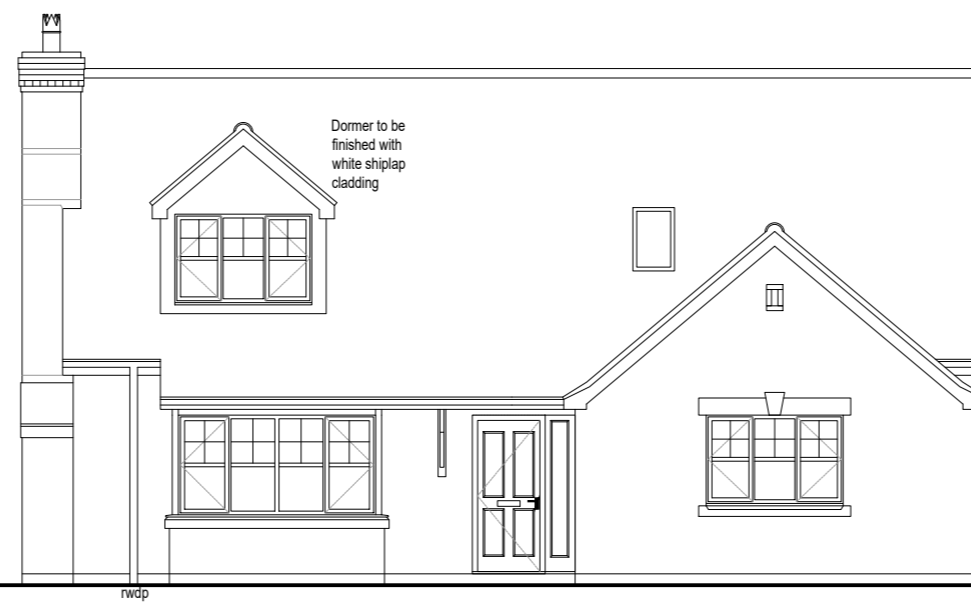 Dormer to be
finished with
white shiplap
cladding
rwdp